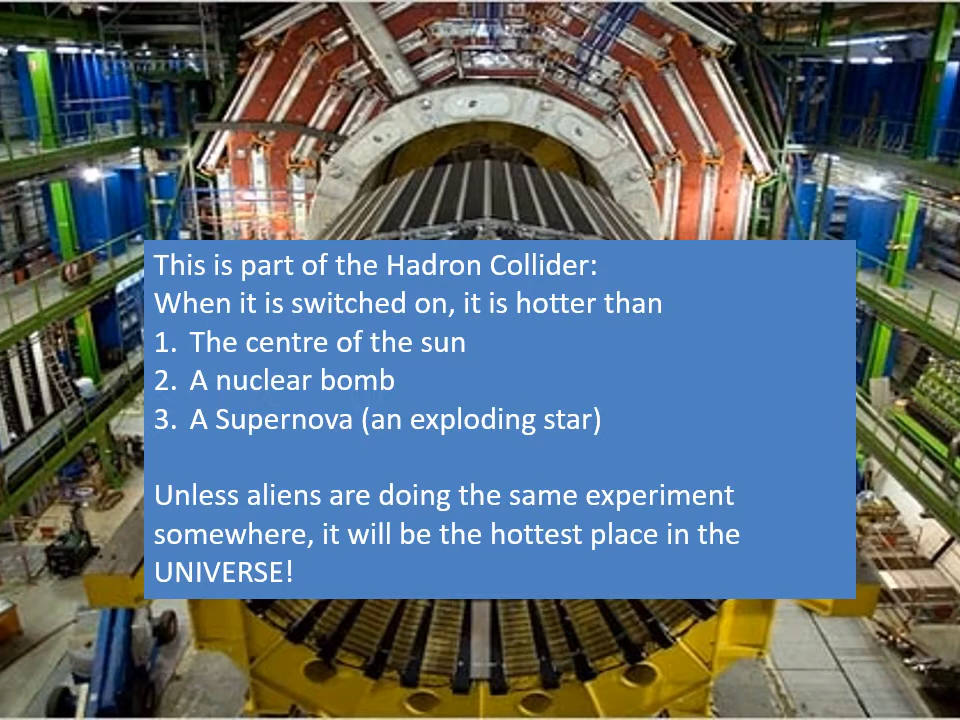 This is part of the Hadron Collider:
When it is switched on, it is hotter than
1. The centre of the sun
2. A nuclear bomb
3. A Supernova (an exploding star)
Unless aliens are doing the same experiment
somewhere, it will be the hottest place in the
UNIVERSE!